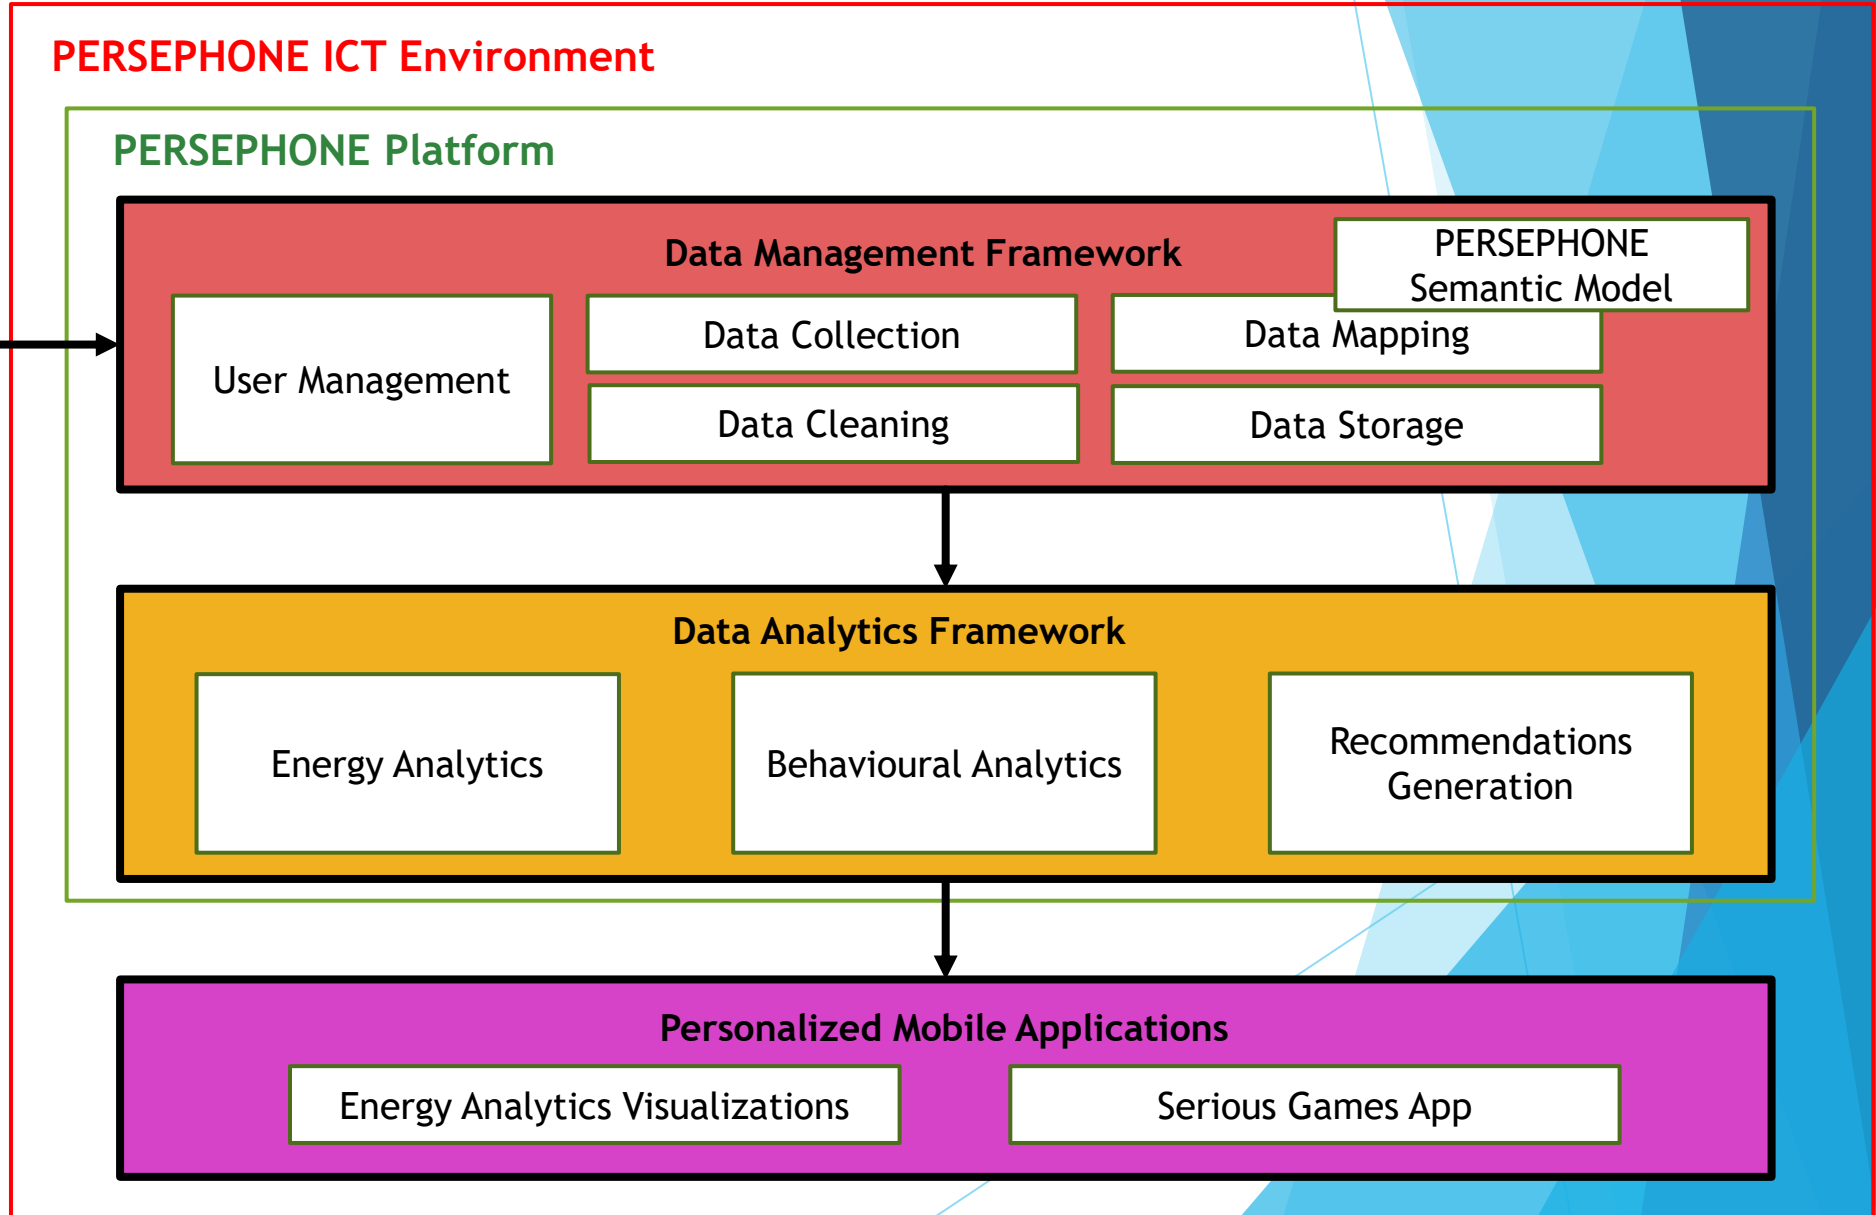 PERSEPHONE ICT Environment
PERSEPHONE Platform
Data Management Framework
PERSEPHONE
Semantic Model
User Management
Data Collection
Data Mapping
Data Cleaning
Data Storage
Data Analytics Framework
Energy Analytics
Behavioural Analytics
Recommendations
Generation
Personalized Mobile Applications
Energy Analytics Visualizations
Serious Games App